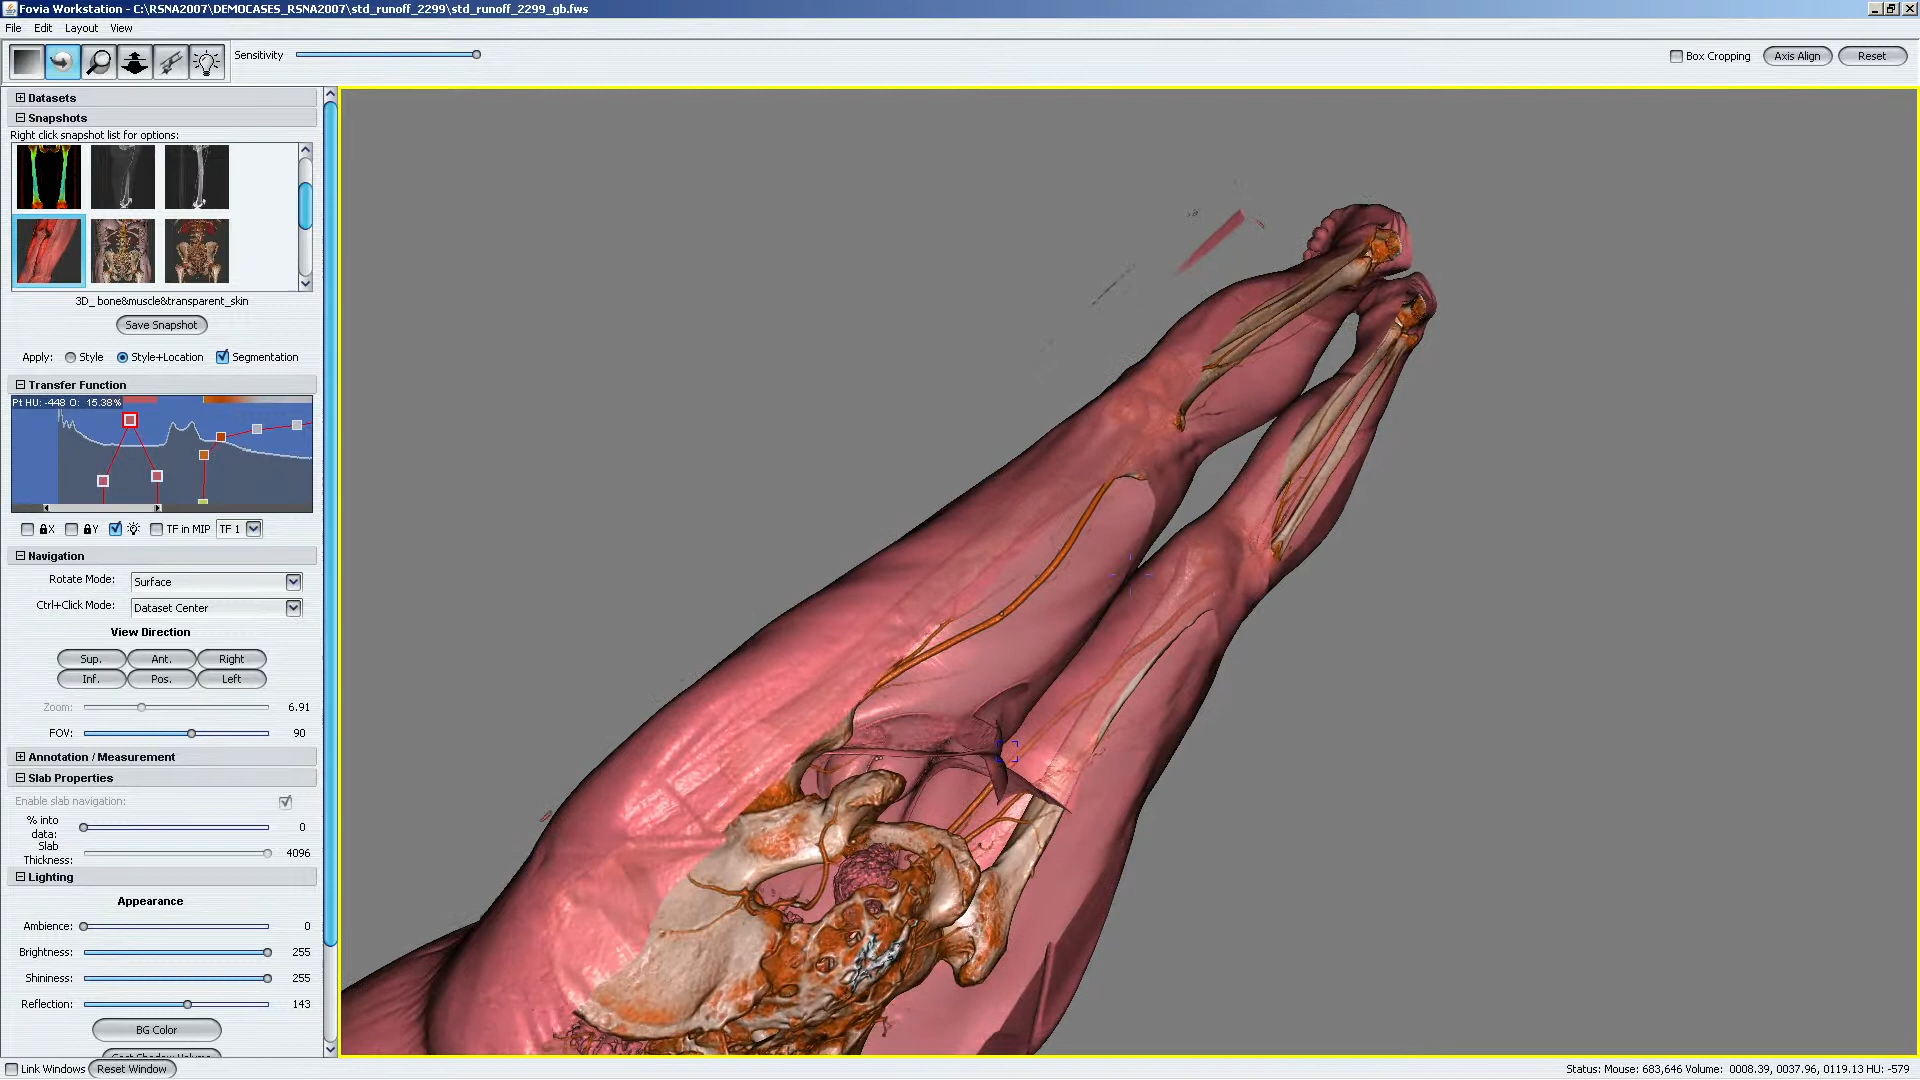 Fovia Workstation - C:\RSNA2007\DEMOCASES_RSNA2007\std_runoff_2299\std_runoff_2299_gb.fws
File Edit Layout View
Sensitivity
Box Cropping Axis Align Reset
Datasets
Snapshots
Right click snapshot list for options:
3D_ bone&muscle&transparent_skin
Save Snapshot
Apply: Style Style+Location Segmentation
Transfer Function
Pt HU: -448 O: 15.38%
X Y TF in MIP TF 1
Navigation
Rotate Mode: Surface
Ctrl+Click Mode: Dataset Center
View Direction
Sup. Ant. Right
Inf. Pos. Left
Zoom: 6.91
FOV: 90
Annotation / Measurement
Slab Properties
Enable slab navigation:
% into
data: 0
Slab
Thickness: 4096
Lighting
Appearance
Ambience: 0
Brightness: 255
Shininess: 255
Reflection: 143
BG Color
Cast Shadow Volume
Link Windows Reset Window
Status: Mouse: 683,646 Volume: 0008.39, 0037.96, 0119.13 HU: -579